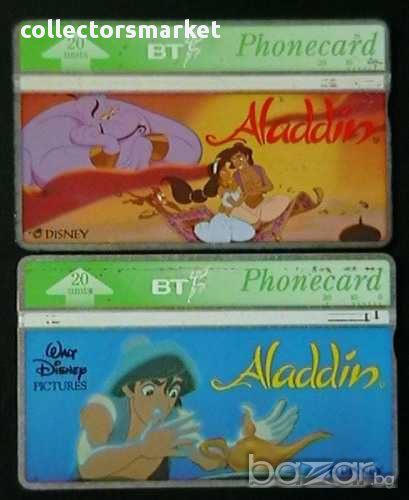 collectorsmarket
20
units
BT
Phonecard
Aladdin
© DISNEY
20
units
BT
Phonecard
WALT
DISNEY
PICTURES
Aladdin
bazar.bg